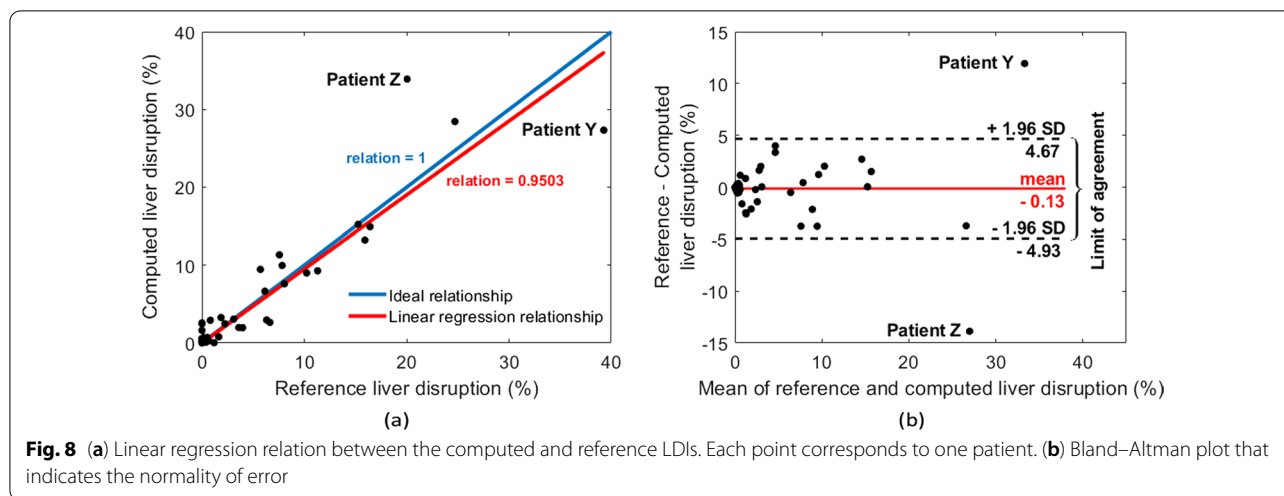 40
30
20
10
0
Computed liver disruption (%)
Patient Z
Patient Y
relation = 1
relation = 0.9503
Ideal relationship
Linear regression relationship
0
10
20
30
40
Reference liver disruption (%)
(a)
15
10
5
0
-5
-10
-15
Reference - Computed
liver disruption (%)
Patient Y
+ 1.96 SD
4.67
mean
- 0.13
- 1.96 SD
- 4.93
Limit of agreement
Patient Z
0
10
20
30
40
Mean of reference and computed liver disruption (%)
(b)
Fig. 8 (a) Linear regression relation between the computed and reference LDIs. Each point corresponds to one patient. (b) Bland–Altman plot that
indicates the normality of error